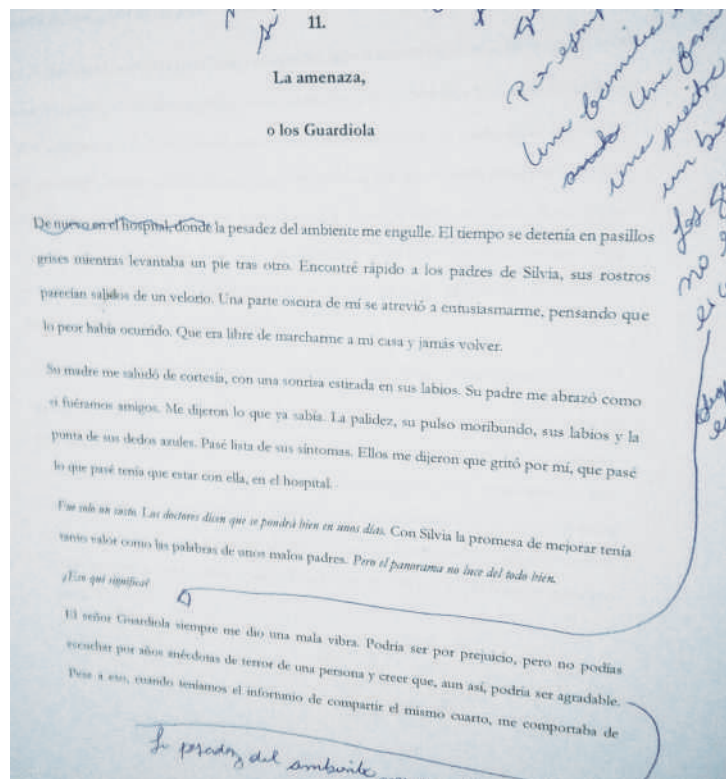 11.
La amenaza,
o los Guardiola
Por
Una familia
ando Una
una piedra
un
no
De nuevo en el hospital, donde la pesadez del ambiente me engulle. El tiempo se detenía en pasillos
grises mientras levantaba un pie tras otro. Encontré rápido a los padres de Silvia, sus rostros
parecían salidos de un velorio. Una parte oscura de mí se atrevió a entusiasmarme, pensando que
lo peor había ocurrido. Que era libre de marcharme a mi casa y jamás volver.
Su madre me saludó de cortesía, con una sonrisa estirada en sus labios. Su padre me abrazó como
si fuéramos amigos. Me dijeron lo que ya sabía. La palidez, su pulso moribundo, sus labios y la
punta de sus dedos azules. Pasé lista de sus síntomas. Ellos me dijeron que gritó por mí, que pasé
lo que pasé tenía que estar con ella, en el hospital.
Fue solo un susto. Los doctores dicen que se pondrá bien en unos días. Con Silvia la promesa de mejorar tenía
tanto valor como las palabras de unos malos padres. Pero el panorama no luce del todo bien.
¿Eso qué significa?
El señor Guardiola siempre me dio una mala vibra. Podría ser por prejuicio, pero no podías
escuchar por años anécdotas de terror de una persona y creer que, aun así, podría ser agradable.
Pese a eso, cuando teníamos el infortunio de compartir el mismo cuarto, me comportaba de
pesadez del ambiente